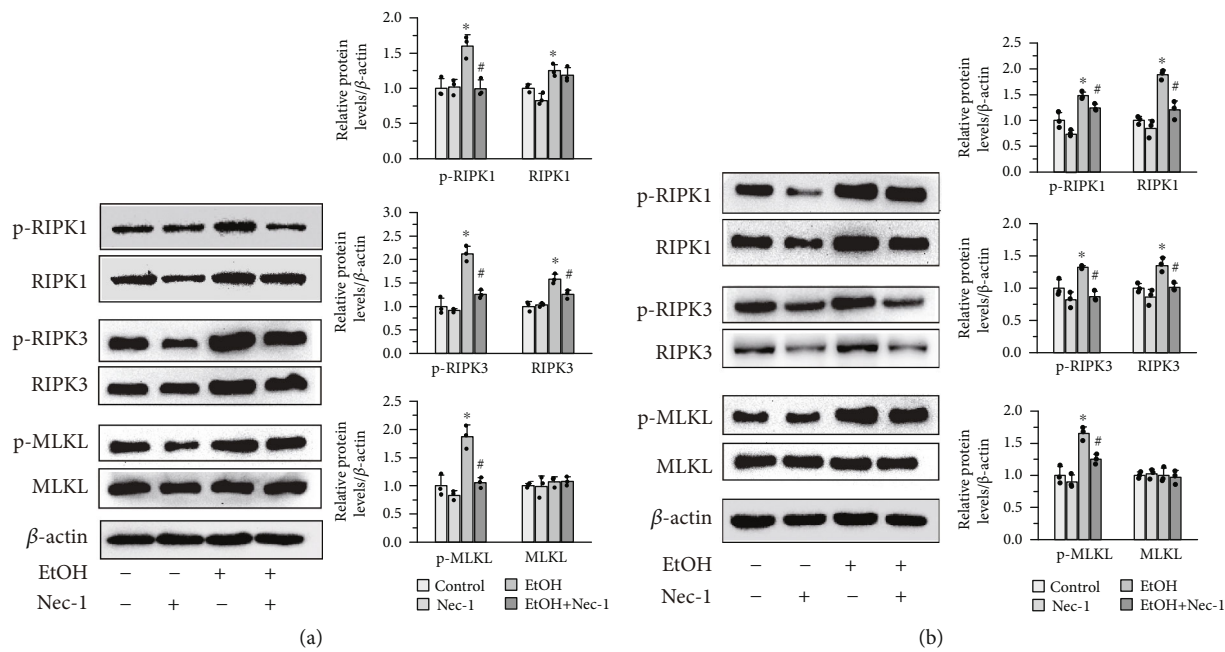 p-RIPK1
RIPK1
p-RIPK3
RIPK3
p-MLKL
MLKL
β-actin
EtOH − − + +
Nec-1 − + − +
Relative protein
levels/β-actin
2.0
1.5
1.0
0.5
0.0
*
#
*
p-RIPK1 RIPK1
Relative protein
levels/β-actin
3.0
2.5
2.0
1.5
1.0
0.5
0.0
*
#
*
#
p-RIPK3 RIPK3
Relative protein
levels/β-actin
2.5
2.0
1.5
1.0
0.5
0.0
*
#
p-MLKL MLKL
Control EtOH
Nec-1 EtOH+Nec-1
(a)
p-RIPK1
RIPK1
p-RIPK3
RIPK3
p-MLKL
MLKL
β-actin
EtOH − − + +
Nec-1 − + − +
Relative protein
levels/β-actin
2.5
2.0
1.5
1.0
0.5
0.0
*
#
*
#
p-RIPK1 RIPK1
Relative protein
levels/β-actin
2.0
1.5
1.0
0.5
0.0
*
#
*
#
p-RIPK3 RIPK3
Relative protein
levels/β-actin
2.0
1.5
1.0
0.5
0.0
*
#
p-MLKL MLKL
Control EtOH
Nec-1 EtOH+Nec-1
(b)